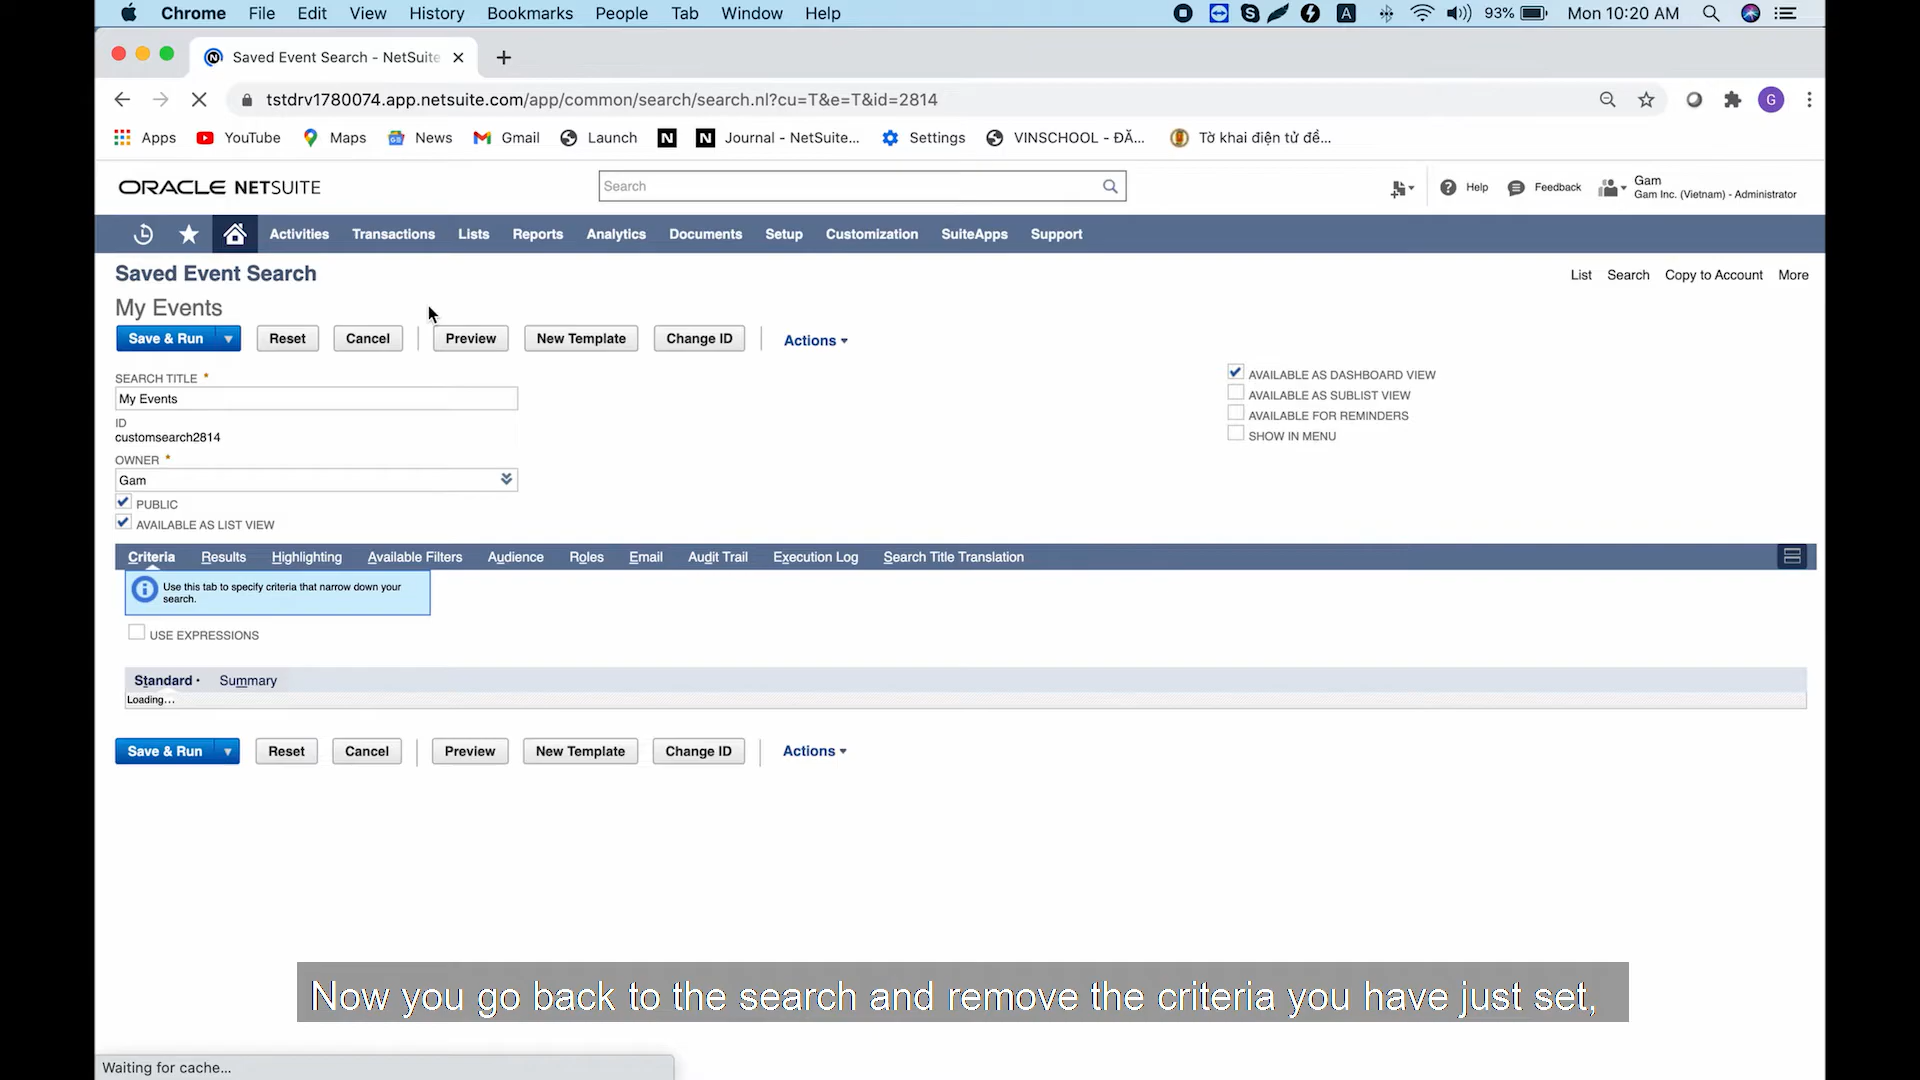 Chrome File Edit View History Bookmarks People Tab Window Help 93% Mon 10:20 AM
Saved Event Search - NetSuite
tstdrv1780074.app.netsuite.com/app/common/search/search.nl?cu=T&e=T&id=2814
Apps YouTube Maps News Gmail Launch Journal - NetSuite... Settings VINSCHOOL - ĐĂ... Tờ khai điện tử để...
ORACLE NETSUITE Search Help Feedback Gam
Gam Inc. (Vietnam) - Administrator
Activities Transactions Lists Reports Analytics Documents Setup Customization SuiteApps Support
Saved Event Search List Search Copy to Account More
My Events
Save & Run Reset Cancel Preview New Template Change ID Actions
SEARCH TITLE *
My Events
ID
customsearch2814
OWNER *
Gam
PUBLIC
AVAILABLE AS LIST VIEW
AVAILABLE AS DASHBOARD VIEW
AVAILABLE AS SUBLIST VIEW
AVAILABLE FOR REMINDERS
SHOW IN MENU
Criteria Results Highlighting Available Filters Audience Roles Email Audit Trail Execution Log Search Title Translation
Use this tab to specify criteria that narrow down your
search.
USE EXPRESSIONS
Standard • Summary
Loading...
Save & Run Reset Cancel Preview New Template Change ID Actions
Now you go back to the search and remove the criteria you have just set,
Waiting for cache...